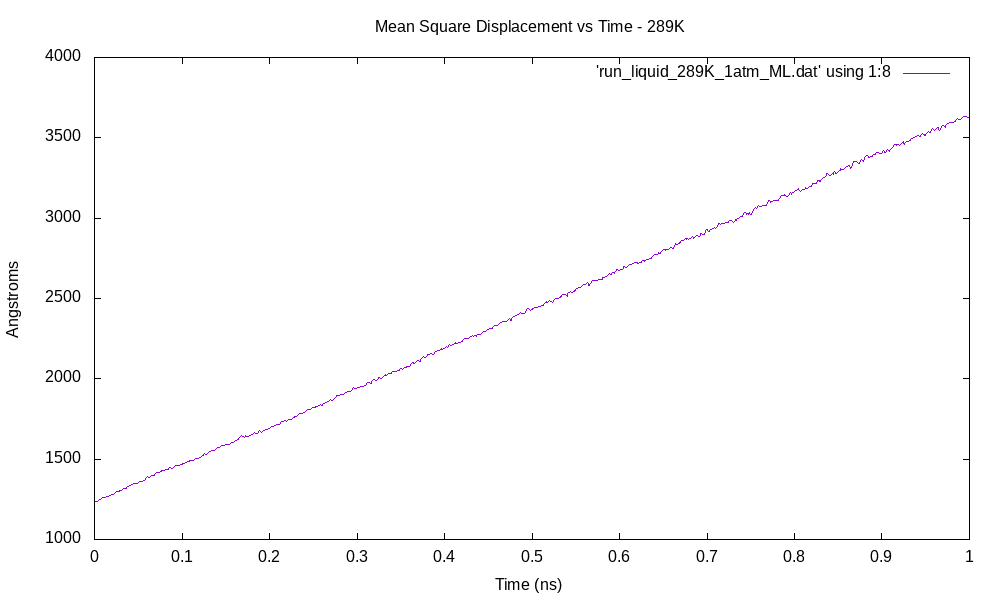 Mean Square Displacement vs Time - 289K
'run_liquid_289K_1atm_ML.dat' using 1:8
Angstroms
4000
3500
3000
2500
2000
1500
1000
0 0.1 0.2 0.3 0.4 0.5 0.6 0.7 0.8 0.9 1
Time (ns)